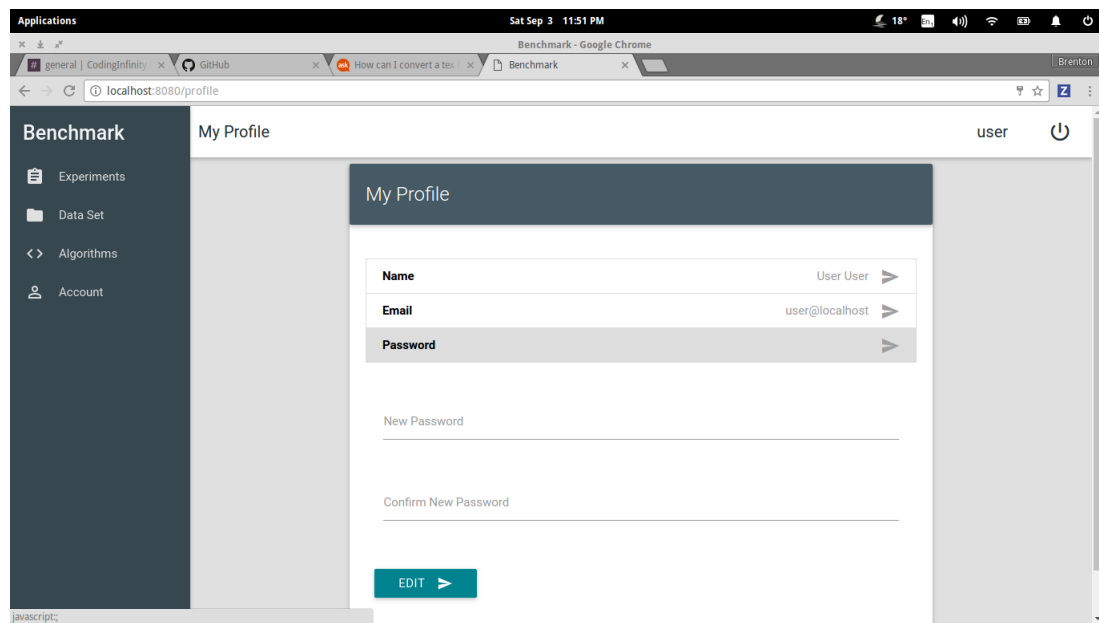 Applications
Sat Sep 3 11:51 PM
18°
En
Benchmark - Google Chrome
# general | CodingInfinity
GitHub
ask How can I convert a tex
Benchmark
Brenton
localhost:8080/profile
Z
Benchmark
My Profile
user
Experiments
Data Set
Algorithms
Account
My Profile
Name
User User
Email
user@localhost
Password
New Password
Confirm New Password
EDIT
javascript:;